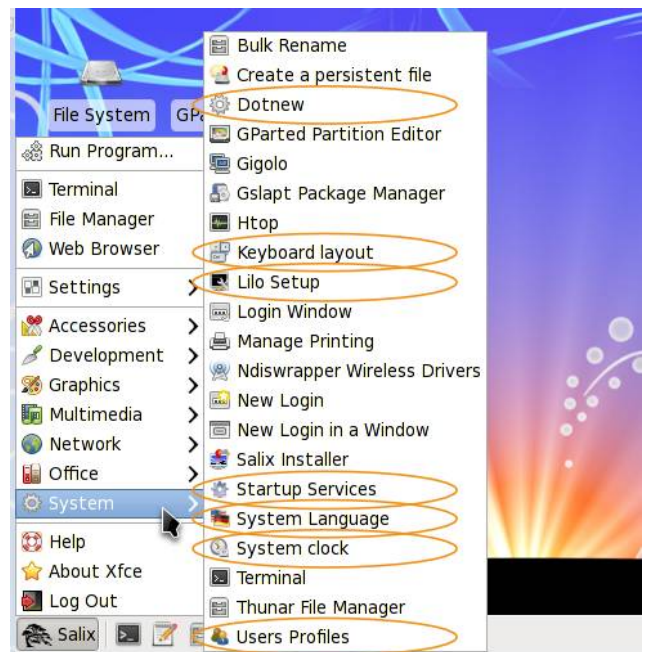 File System
GPa
Run Program...
Terminal
File Manager
Web Browser
Settings
Accessories
Development
Graphics
Multimedia
Network
Office
System
Help
About Xfce
Log Out
Salix
Bulk Rename
Create a persistent file
Dotnew
GParted Partition Editor
Gigolo
Gslapt Package Manager
Htop
Keyboard layout
Lilo Setup
Login Window
Manage Printing
Ndiswrapper Wireless Drivers
New Login
New Login in a Window
Salix Installer
Startup Services
System Language
System clock
Terminal
Thunar File Manager
Users Profiles